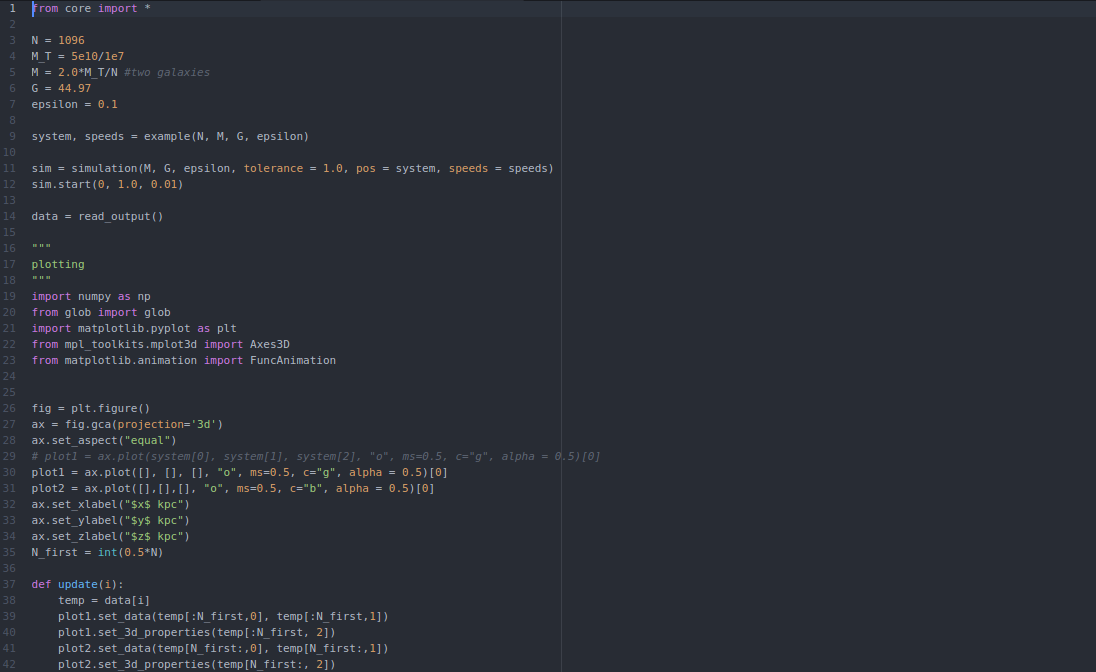 1 from core import *
2
3 N = 1096
4 M_T = 5e10/1e7
5 M = 2.0*M_T/N #two galaxies
6 G = 44.97
7 epsilon = 0.1
8
9 system, speeds = example(N, M, G, epsilon)
10
11 sim = simulation(M, G, epsilon, tolerance = 1.0, pos = system, speeds = speeds)
12 sim.start(0, 1.0, 0.01)
13
14 data = read_output()
15
16 """
17 plotting
18 """
19 import numpy as np
20 from glob import glob
21 import matplotlib.pyplot as plt
22 from mpl_toolkits.mplot3d import Axes3D
23 from matplotlib.animation import FuncAnimation
24
25
26 fig = plt.figure()
27 ax = fig.gca(projection='3d')
28 ax.set_aspect("equal")
29 # plot1 = ax.plot(system[0], system[1], system[2], "o", ms=0.5, c="g", alpha = 0.5)[0]
30 plot1 = ax.plot([], [], [], "o", ms=0.5, c="g", alpha = 0.5)[0]
31 plot2 = ax.plot([],[],[], "o", ms=0.5, c="b", alpha = 0.5)[0]
32 ax.set_xlabel("$x$ kpc")
33 ax.set_ylabel("$y$ kpc")
34 ax.set_zlabel("$z$ kpc")
35 N_first = int(0.5*N)
36
37 def update(i):
38     temp = data[i]
39     plot1.set_data(temp[:N_first,0], temp[:N_first,1])
40     plot1.set_3d_properties(temp[:N_first, 2])
41     plot2.set_data(temp[N_first:,0], temp[N_first:,1])
42     plot2.set_3d_properties(temp[N_first:, 2])